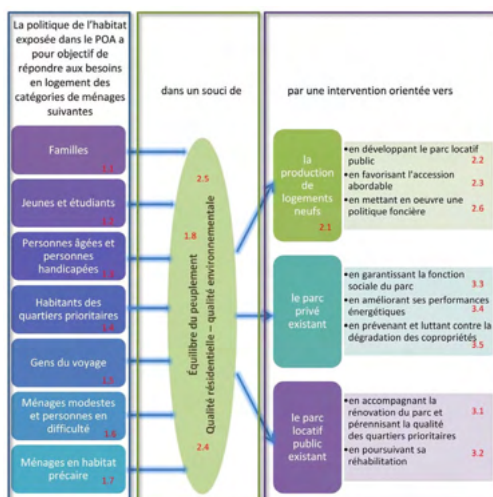 La politique de l'habitat
exposée dans le POA a
pour objectif de
répondre aux besoins
en logement des
catégories de ménages
suivantes
Familles
1.1
Jeunes et étudiants
1.2
Personnes âgées et
personnes
handicapées
1.3
Habitants des
quartiers prioritaires
1.4
Gens du voyage
1.5
Ménages modestes et
personnes en
difficulté
1.6
Ménages en habitat
précaire
1.7
dans un souci de
2.5
1.8
Équilibre du peuplement
Qualité résidentielle – qualité environnementale
2.4
par une intervention orientée vers
la
production
de
logements
neufs
2.1
•en développant le parc locatif
public
2.2
•en favorisant l'accession
abordable
2.3
•en mettant en oeuvre une
politique foncière
2.6
le parc
privé
existant
•en garantissant la fonction
sociale du parc
3.3
•en améliorant ses performances
énergétiques
3.4
•en prévenant et luttant contre la
dégradation des copropriétés
3.5
le parc
locatif
public
existant
•en accompagnant la
rénovation du parc et
pérennisant la qualité
des quartiers prioritaires
3.1
•en poursuivant sa
réhabilitation
3.2